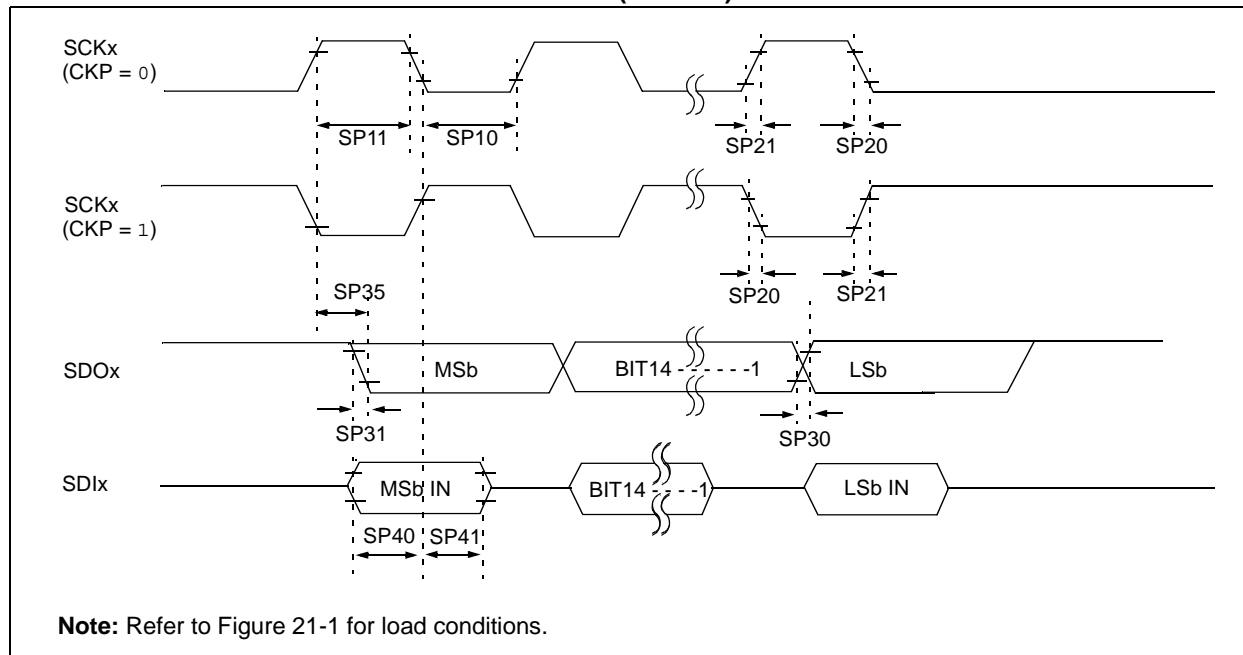 SCKx
(CKP = 0)
SP11
SP10
SP21
SP20
SCKx
(CKP = 1)
SP35
SP20
SP21
SDOx
MSb
BIT14 - - - - - -1
LSb
SP31
SP30
SDIx
MSb IN
BIT14 - - - -1
LSb IN
SP40
SP41
Note: Refer to Figure 21-1 for load conditions.